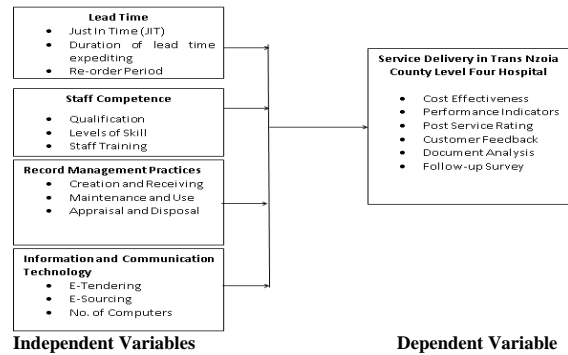 Lead Time
• Just In Time (JIT)
• Duration of lead time
expediting
• Re-order Period
Staff Competence
• Qualification
• Levels of Skill
• Staff Training
Record Management Practices
• Creation and Receiving
• Maintenance and Use
• Appraisal and Disposal
Information and Communication
Technology
• E-Tendering
• E-Sourcing
• No. of Computers
Independent Variables
Service Delivery in Trans Nzoia
County Level Four Hospital
• Cost Effectiveness
• Performance Indicators
• Post Service Rating
• Customer Feedback
• Document Analysis
• Follow-up Survey
Dependent Variable